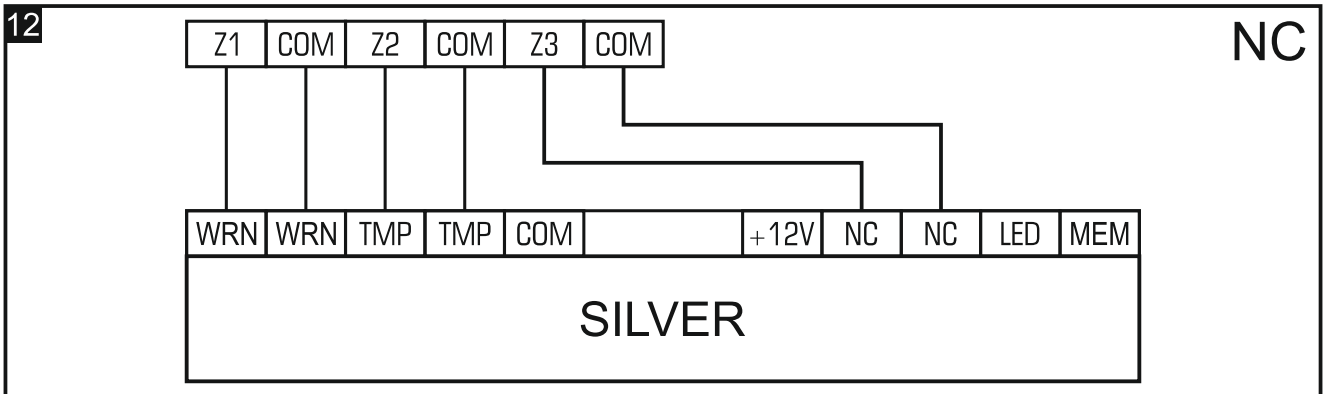 12
NC
Z1 COM Z2 COM Z3 COM
WRN WRN TMP TMP COM +12V NC NC LED MEM
SILVER